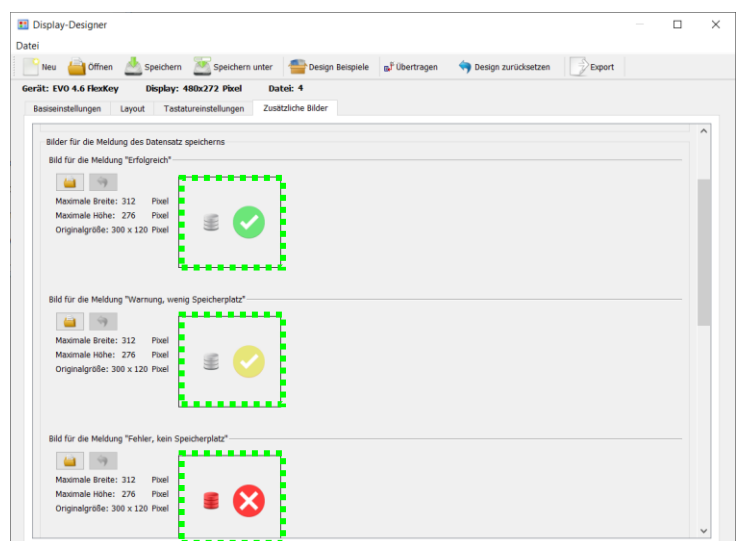 Display-Designer
Datei
Neu Öffnen Speichern Speichern unter Design Beispiele Übertragen Design zurücksetzen Export
Gerät: EVO 4.6 FlexKey Display: 480x272 Pixel Datei: 4
Basiseinstellungen Layout Tastatureinstellungen Zusätzliche Bilder
Bilder für die Meldung des Datensatz speicherns
Bild für die Meldung "Erfolgreich"
Maximale Breite: 312 Pixel
Maximale Höhe: 276 Pixel
Originalgröße: 300 x 120 Pixel
Bild für die Meldung "Warnung, wenig Speicherplatz"
Maximale Breite: 312 Pixel
Maximale Höhe: 276 Pixel
Originalgröße: 300 x 120 Pixel
Bild für die Meldung "Fehler, kein Speicherplatz"
Maximale Breite: 312 Pixel
Maximale Höhe: 276 Pixel
Originalgröße: 300 x 120 Pixel